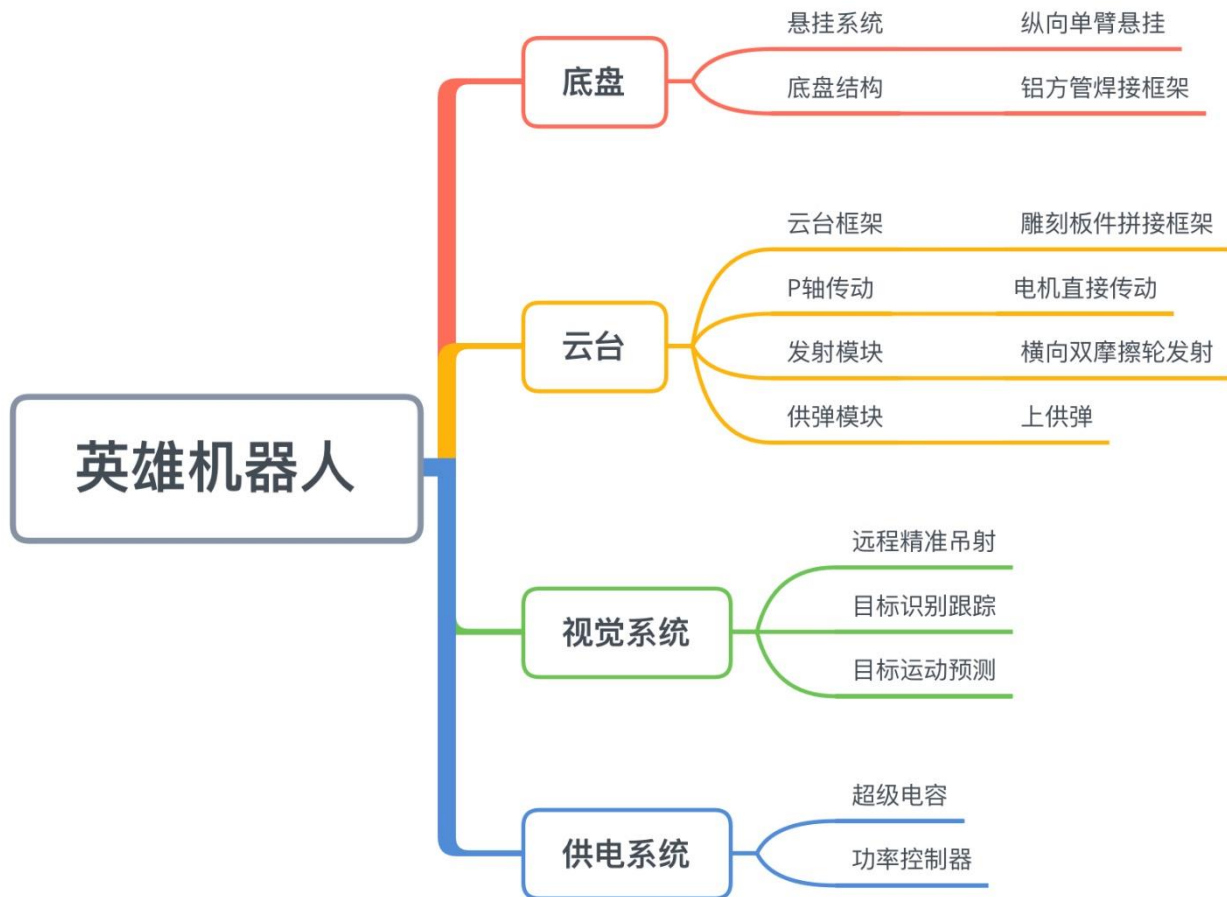 英雄机器人
底盘
悬挂系统 纵向单臂悬挂
底盘结构 铝方管焊接框架
云台
云台框架 雕刻板件拼接框架
P轴传动 电机直接传动
发射模块 横向双摩擦轮发射
供弹模块 上供弹
视觉系统
远程精准吊射
目标识别跟踪
目标运动预测
供电系统
超级电容
功率控制器